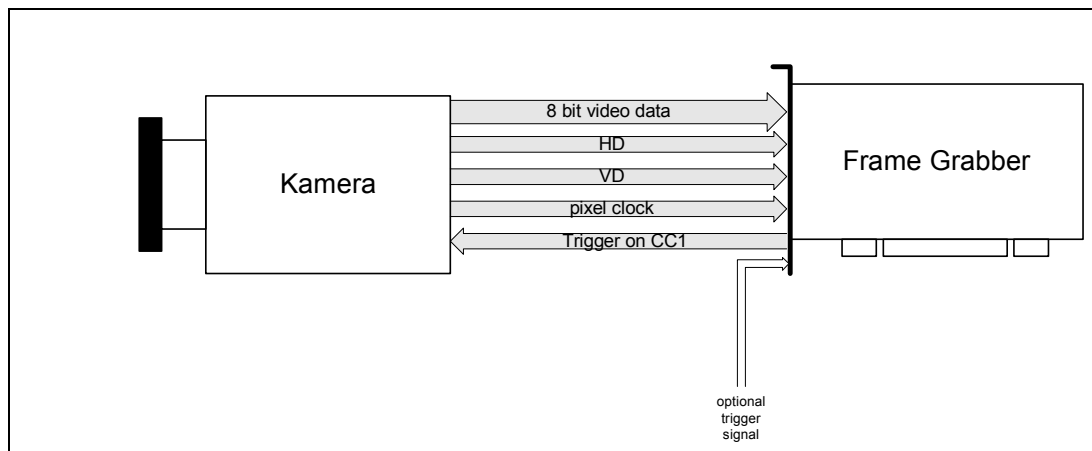 8 bit video data
HD
VD
pixel clock
Trigger on CC1
Kamera
Frame Grabber
optional
trigger
signal